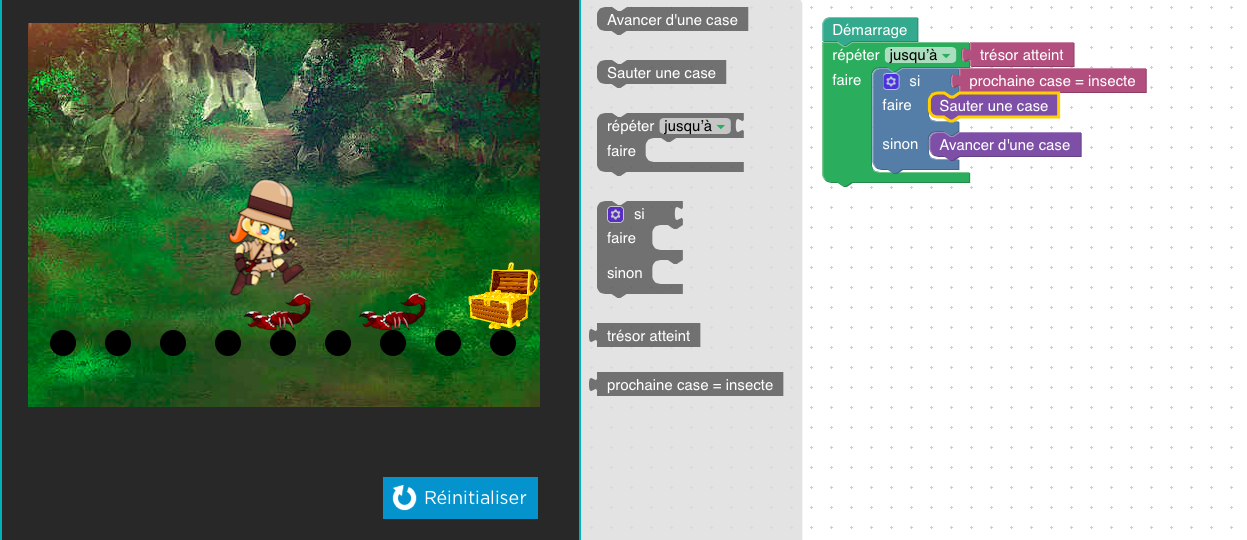 Réinitialiser
Avancer d'une case
Sauter une case
répéter jusqu'à
faire
si
faire
sinon
trésor atteint
prochaine case = insecte
Démarrage
répéter jusqu'à trésor atteint
faire si prochaine case = insecte
faire Sauter une case
sinon Avancer d'une case